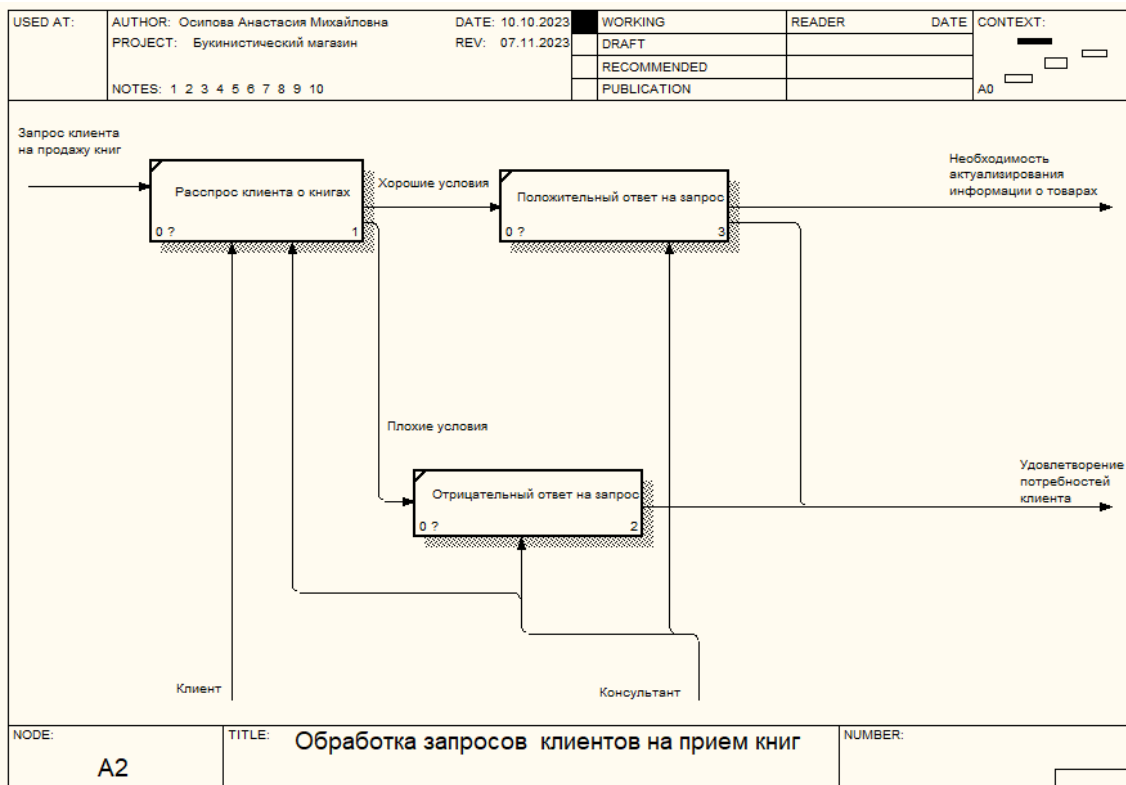 USED AT:
AUTHOR: Осипова Анастасия Михайловна
DATE: 10.10.2023
PROJECT: Букинистический магазин
REV: 07.11.2023
NOTES: 1 2 3 4 5 6 7 8 9 10
WORKING
DRAFT
RECOMMENDED
PUBLICATION
READER
DATE
CONTEXT:
A0
Запрос клиента
на продажу книг
Расспрос клиента о книгах
0 ?
1
Хорошие условия
Положительный ответ на запрос
0 ?
3
Необходимость
актуализирования
информации о товарах
Плохие условия
Отрицательный ответ на запрос
0 ?
2
Удовлетворение
потребностей
клиента
Клиент
Консультант
NODE:
A2
TITLE:
Обработка запросов клиентов на прием книг
NUMBER: